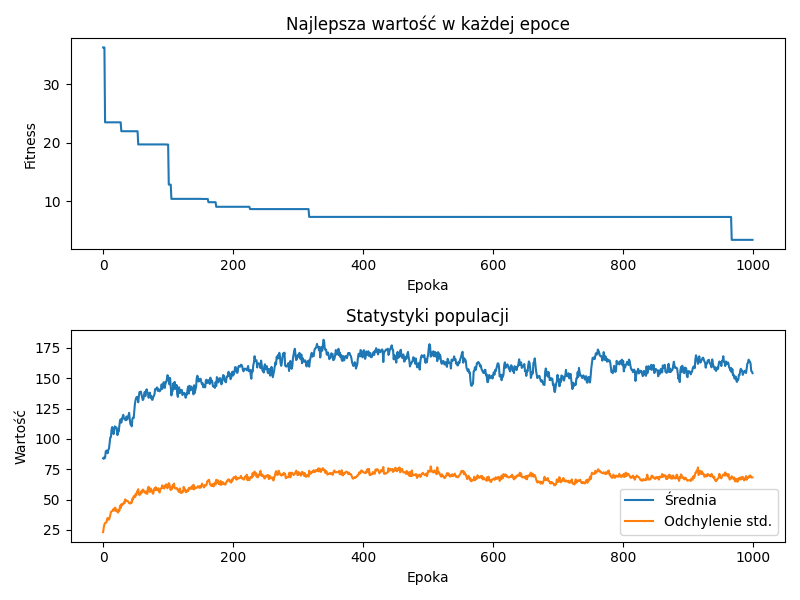 Najlepsza wartość w każdej epoce
Fitness
30
20
10
0
200
400
600
800
1000
Epoka
Statystyki populacji
Wartość
175
150
125
100
75
50
25
0
200
400
600
800
1000
Epoka
Średnia
Odchylenie std.